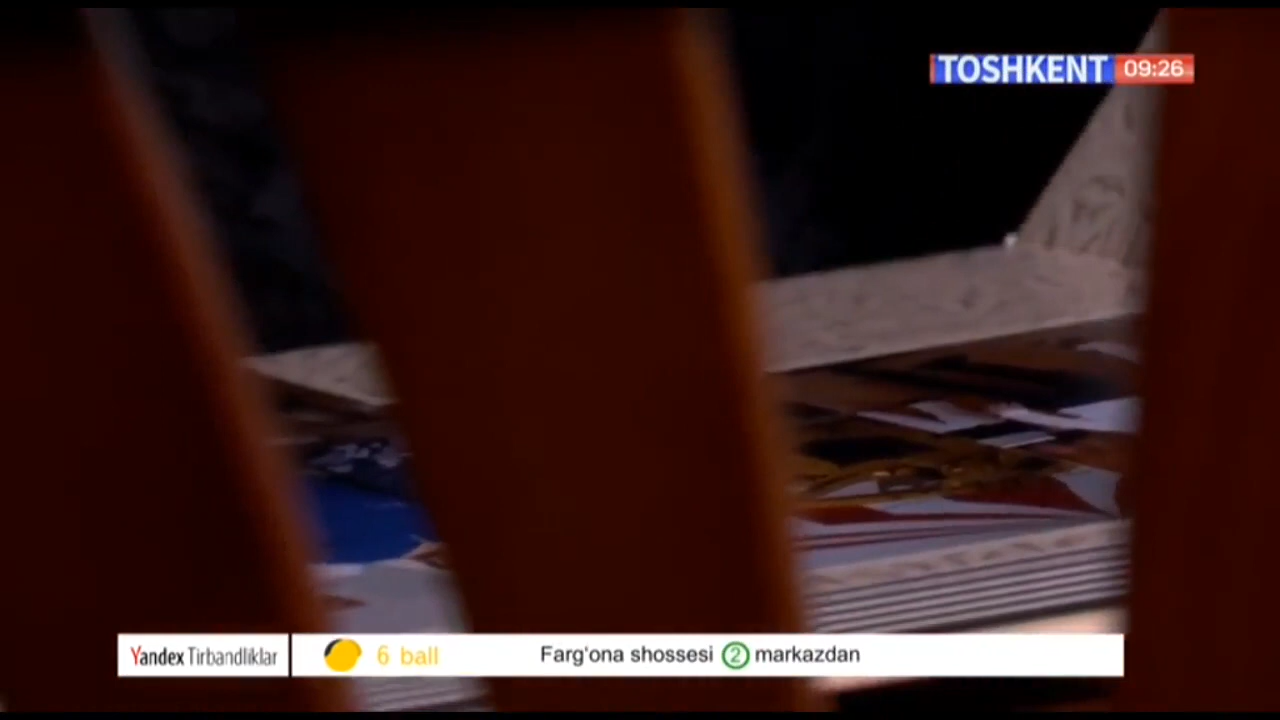 TOSHKENT 09:26
Yandex Tirbandliklar 6 ball Farg‘ona shossesi 2 markazdan